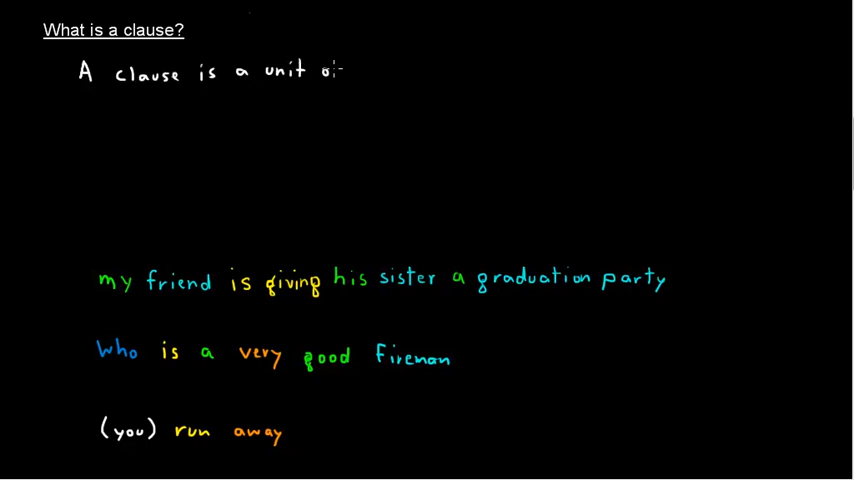 What is a clause?
A clause is a unit
my friend is giving his sister a graduation party
who is a very good fireman
(you) run away